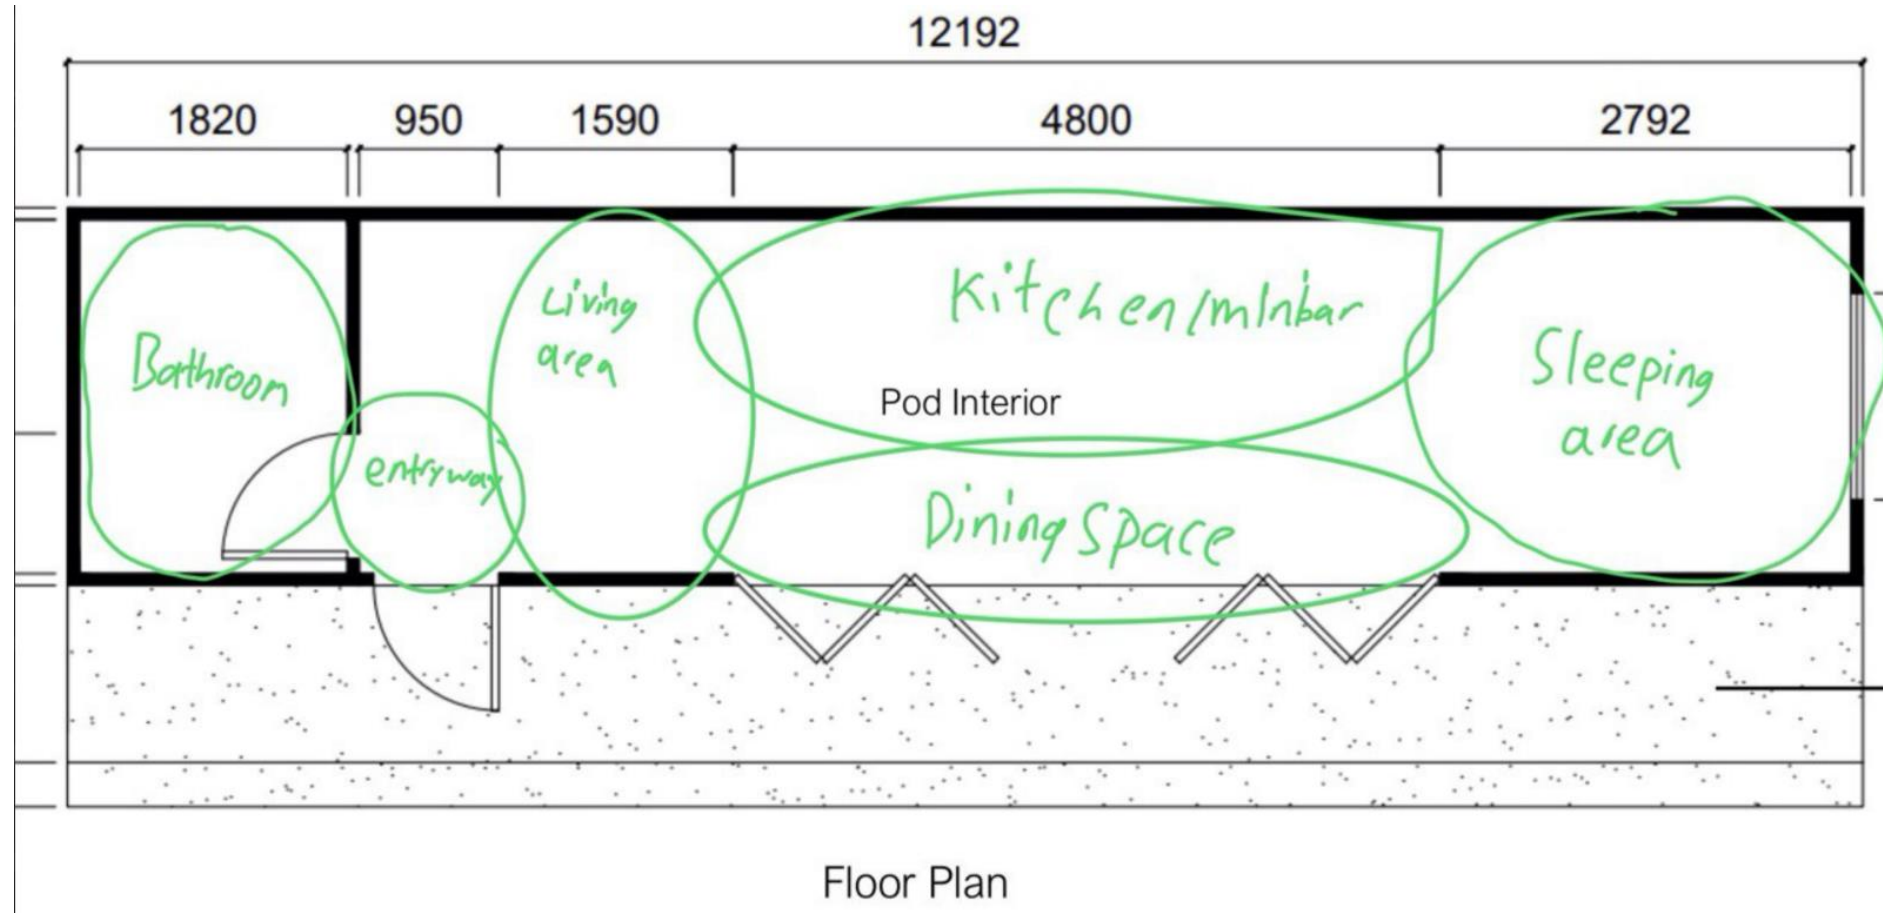 12192
1820 950 1590 4800 2792
Living
area
Kitchen/mInbar
Bathroom
Sleeping
area
Pod Interior
entryway
Dining Space
Floor Plan